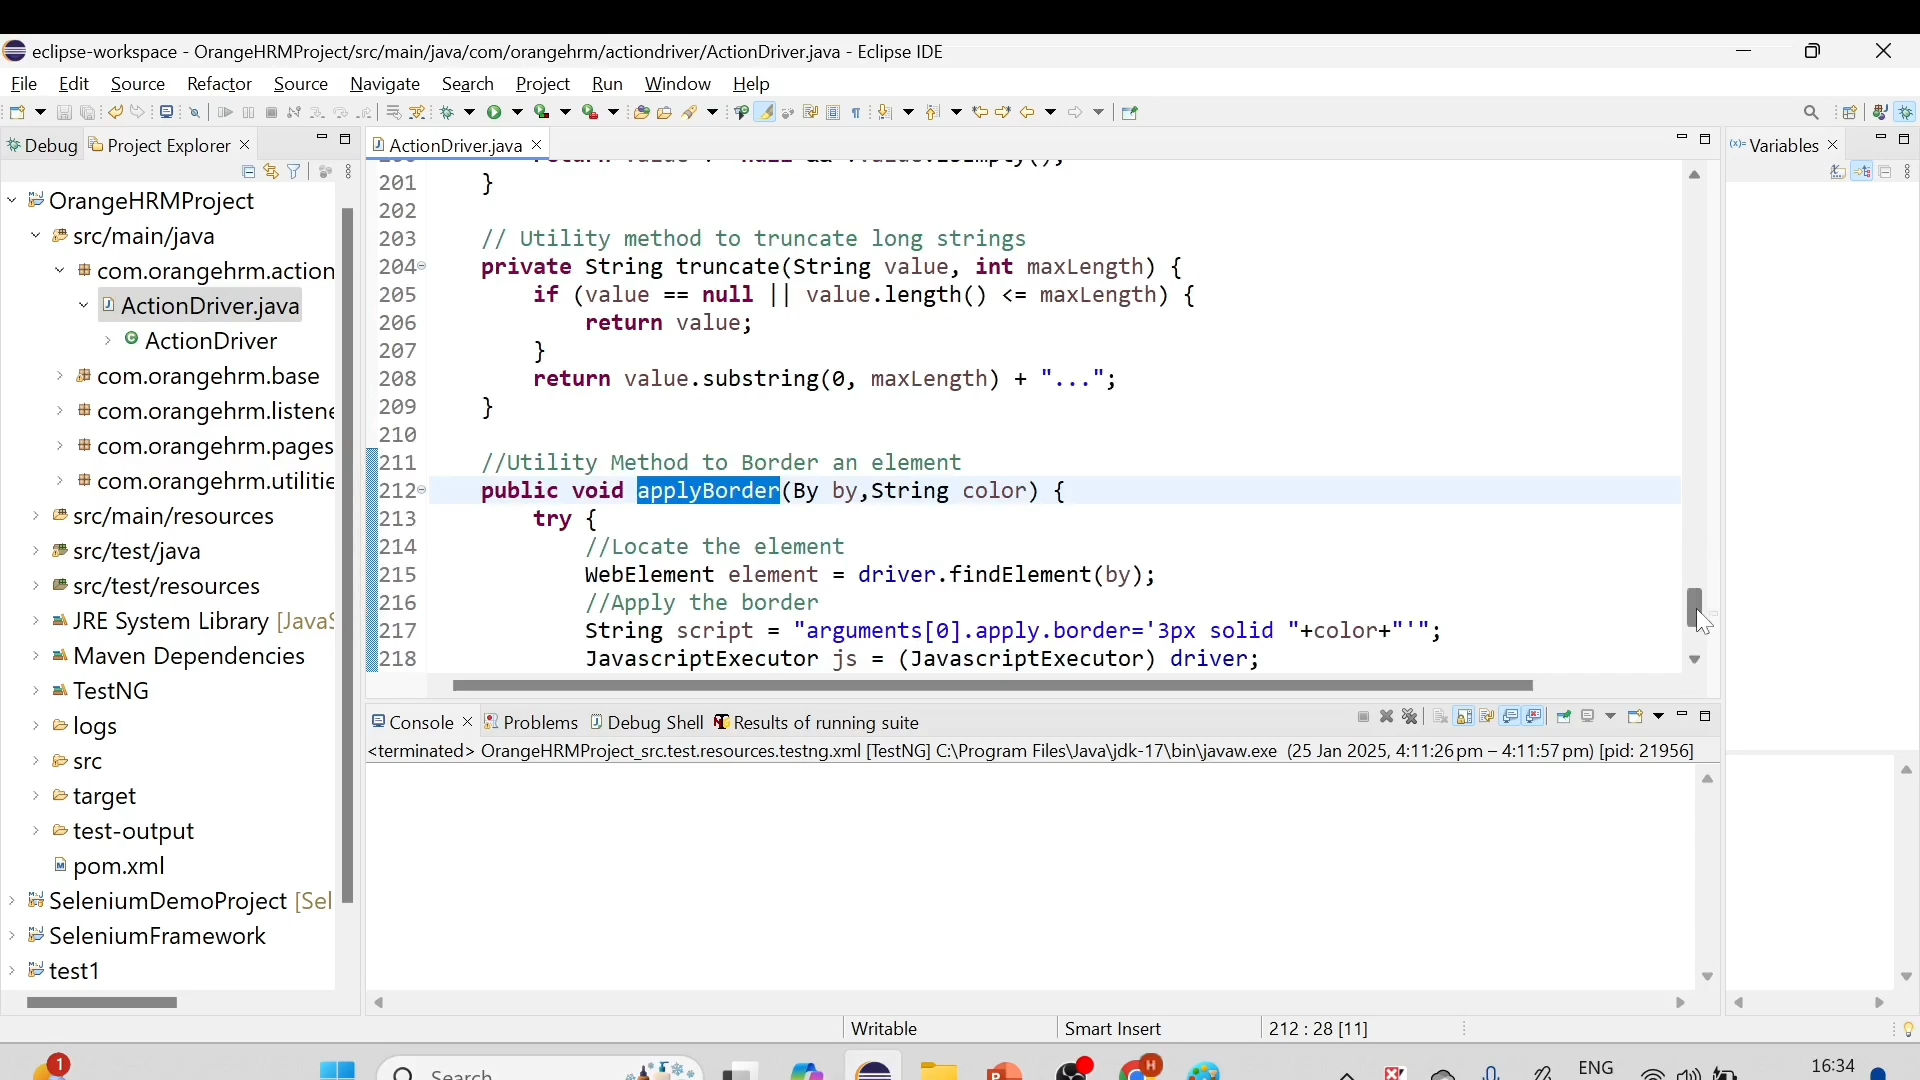 eclipse-workspace - OrangeHRMProject/src/main/java/com/orangehrm/actiondriver/ActionDriver.java - Eclipse IDE
File Edit Source Refactor Source Navigate Search Project Run Window Help
Debug Project Explorer
OrangeHRMProject
src/main/java
com.orangehrm.action
ActionDriver.java
ActionDriver
com.orangehrm.base
com.orangehrm.listene
com.orangehrm.pages
com.orangehrm.utilitie
src/main/resources
src/test/java
src/test/resources
JRE System Library [JavaS
Maven Dependencies
TestNG
logs
src
target
test-output
pom.xml
SeleniumDemoProject [Sel
SeleniumFramework
test1
ActionDriver.java
201 }
202
203 // Utility method to truncate long strings
204 private String truncate(String value, int maxLength) {
205 if (value == null || value.length() <= maxLength) {
206 return value;
207 }
208 return value.substring(0, maxLength) + "...";
209 }
210
211 //Utility Method to Border an element
212 public void applyBorder(By by,String color) {
213 try {
214 //Locate the element
215 WebElement element = driver.findElement(by);
216 //Apply the border
217 String script = "arguments[0].apply.border='3px solid "+color+"'";
218 JavascriptExecutor js = (JavascriptExecutor) driver;
(x)= Variables
Console Problems Debug Shell Results of running suite
<terminated> OrangeHRMProject_src.test.resources.testng.xml [TestNG] C:\Program Files\Java\jdk-17\bin\javaw.exe (25 Jan 2025, 4:11:26 pm – 4:11:57 pm) [pid: 21956]
Writable Smart Insert 212 : 28 [11]
1
Search
H
ENG
16:34